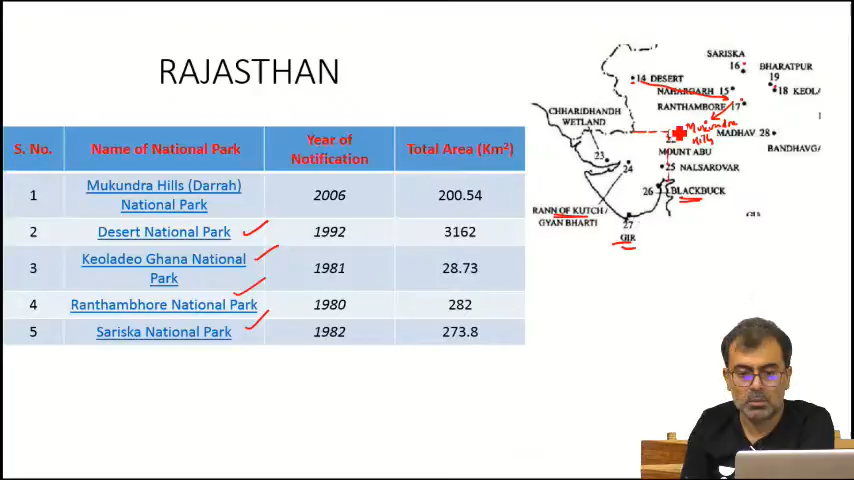 RAJASTHAN
S. No.
Name of National Park
Year of
Notification
Total Area (Km²)
1
Mukundra Hills (Darrah)
National Park
2006
200.54
2
Desert National Park
1992
3162
3
Keoladeo Ghana National
Park
1981
28.73
4
Ranthambhore National Park
1980
282
5
Sariska National Park
1982
273.8
SARISKA
16
BHARATPUR
19
14 DESERT
NAHARGARH 15
18 KEOL
RANTHAMBORE 17
CHHARIDHANDH
WETLAND
Mukundra
Hills
MADHAV 28
22
BANDHAVGA
MOUNT ABU
23
24
25 NALSAROVAR
26
BLACKBUCK
RANN OF KUTCH/
GYAN BHARTI
27
GIR